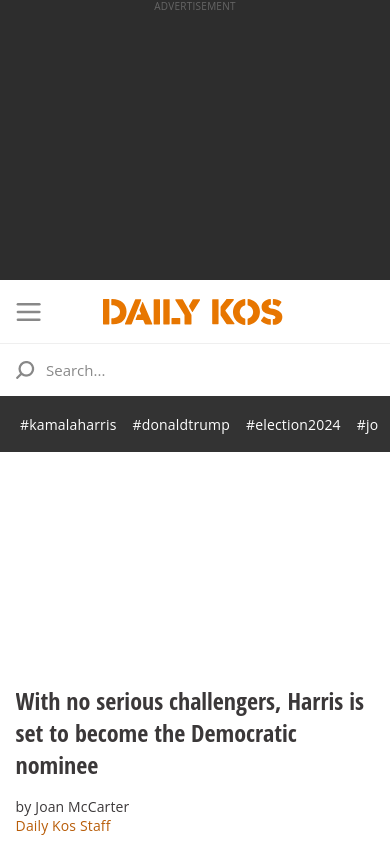 ADVERTISEMENT
DAILY KOS
Search...
#kamalaharris #donaldtrump #election2024 #jo
With no serious challengers, Harris is
set to become the Democratic
nominee
by Joan McCarter
Daily Kos Staff